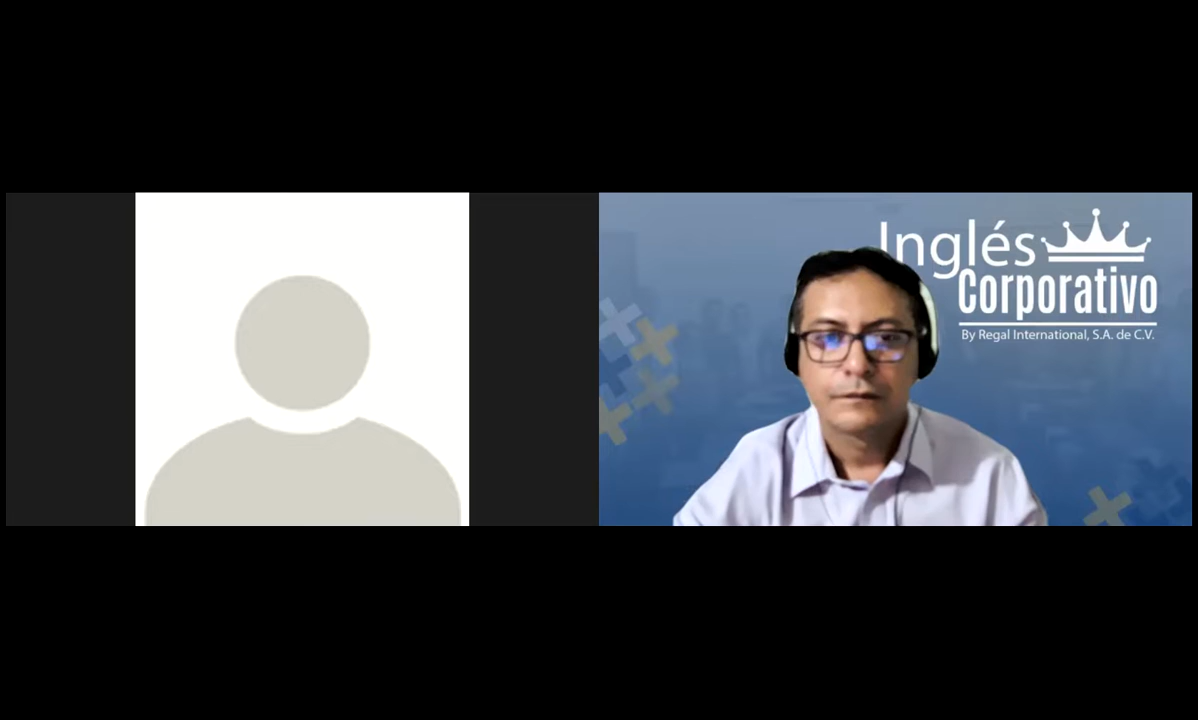 Inglés
Corporativo
By Regal International, S.A. de C.V.